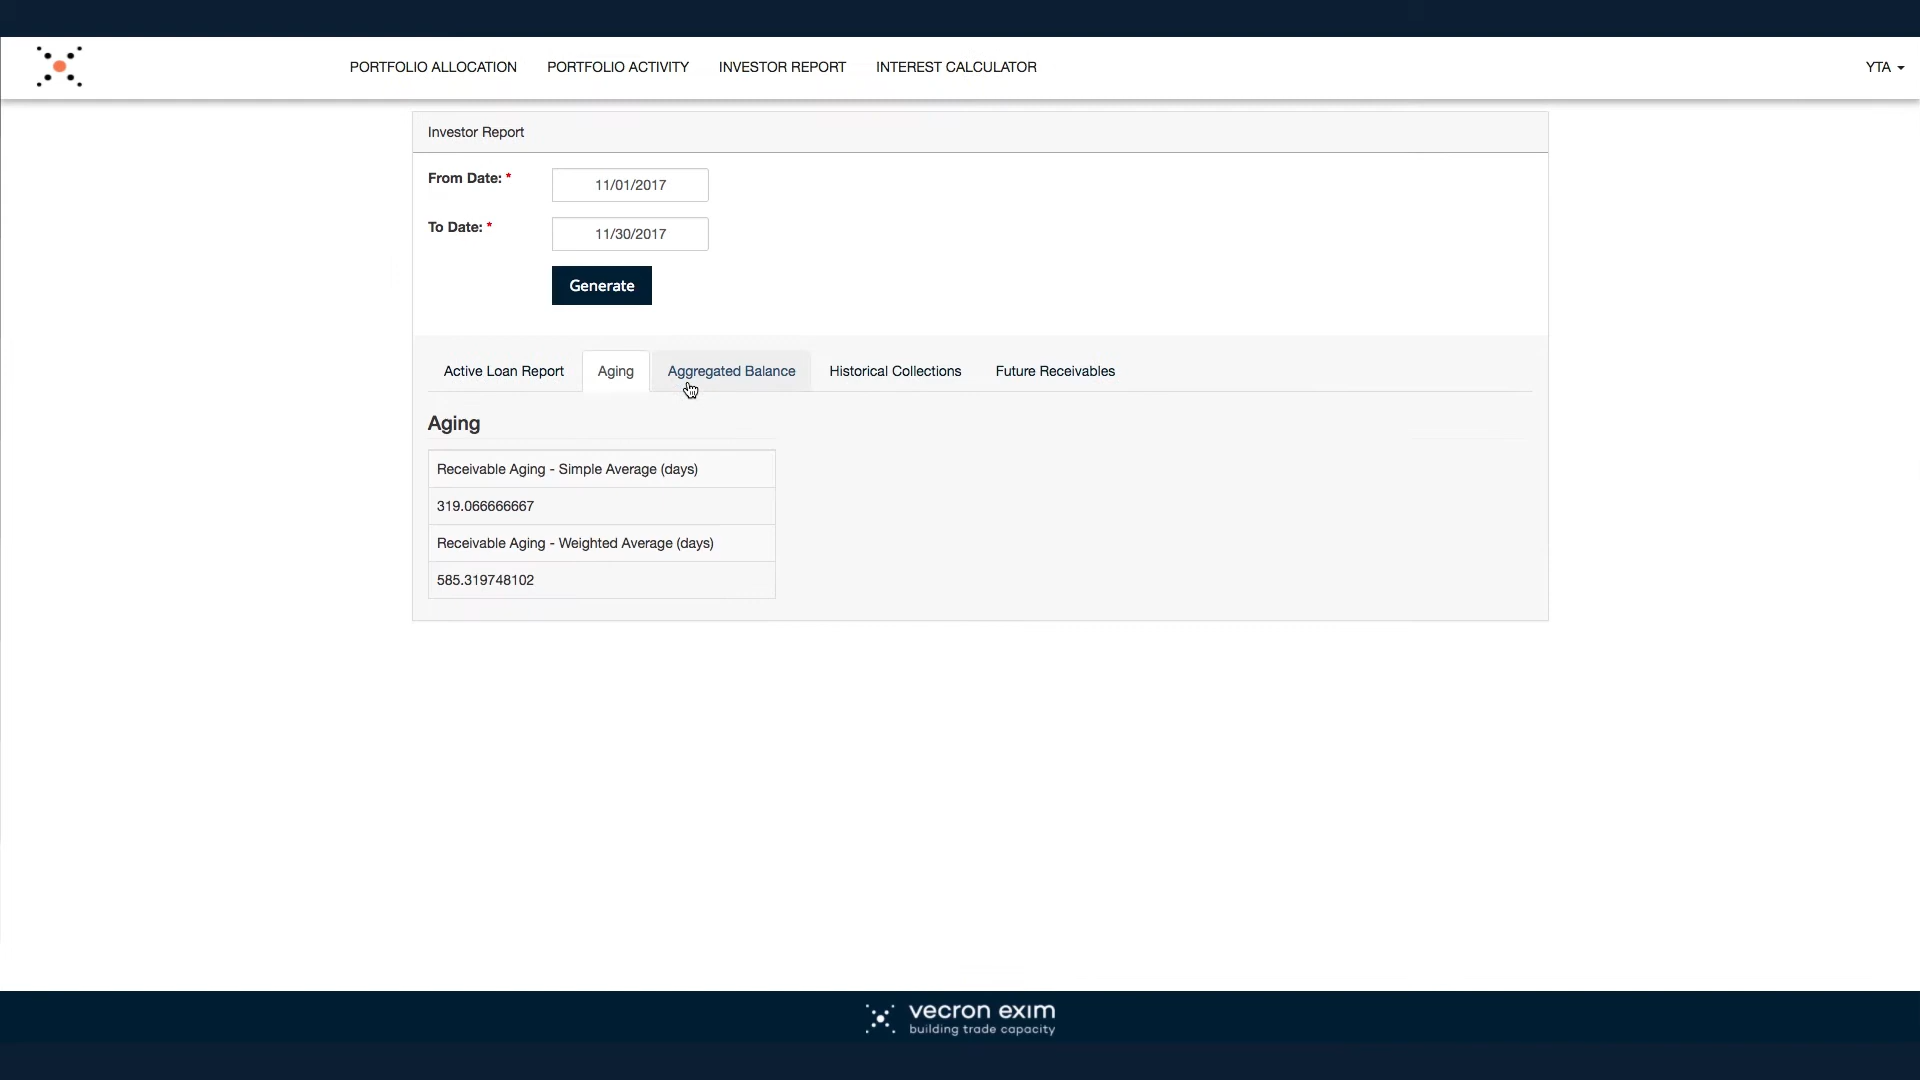 PORTFOLIO ALLOCATION PORTFOLIO ACTIVITY INVESTOR REPORT INTEREST CALCULATOR YTA
Investor Report
From Date: * 11/01/2017
To Date: * 11/30/2017
Generate
Active Loan Report Aging Aggregated Balance Historical Collections Future Receivables
Aging
Receivable Aging - Simple Average (days)
319.066666667
Receivable Aging - Weighted Average (days)
585.319748102
vecron exim
building trade capacity